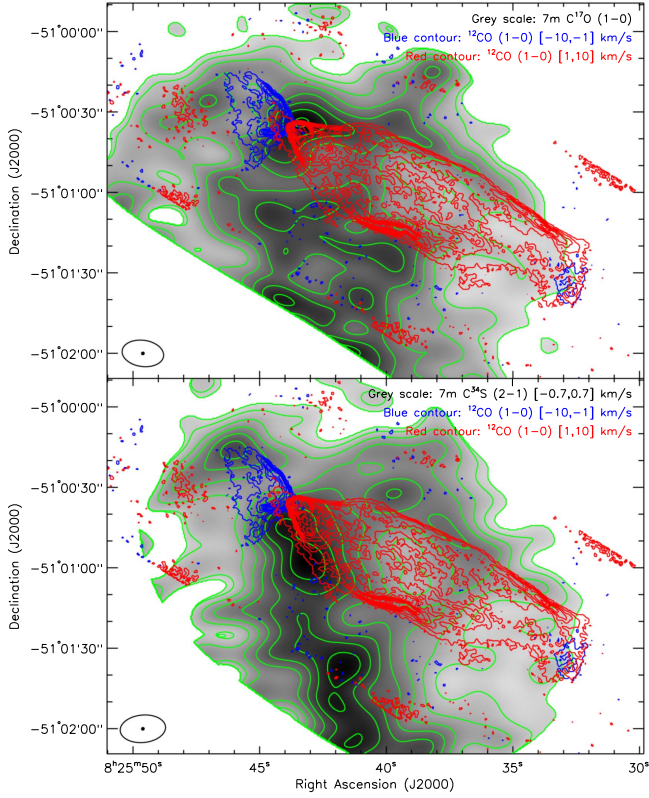 Grey scale: 7m C¹⁷O (1−0)
Blue contour: ¹²CO (1−0) [−10,−1] km/s
Red contour: ¹²CO (1−0) [1,10] km/s
−51°00'00''
−51°00'30''
−51°01'00''
−51°01'30''
−51°02'00''
Declination (J2000)
Grey scale: 7m C³⁴S (2−1) [−0.7,0.7] km/s
Blue contour: ¹²CO (1−0) [−10,−1] km/s
Red contour: ¹²CO (1−0) [1,10] km/s
−51°00'00''
−51°00'30''
−51°01'00''
−51°01'30''
−51°02'00''
Declination (J2000)
8ʰ25ᵐ50ˢ 45ˢ 40ˢ 35ˢ 30ˢ
Right Ascension (J2000)